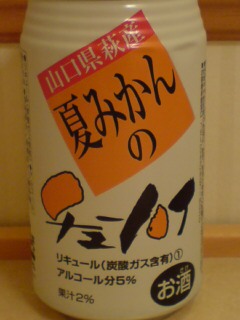 山口県萩産
夏みかんの
チューハイ
リキュール(炭酸ガス含有)①
アルコール分5%
果汁2%
お酒